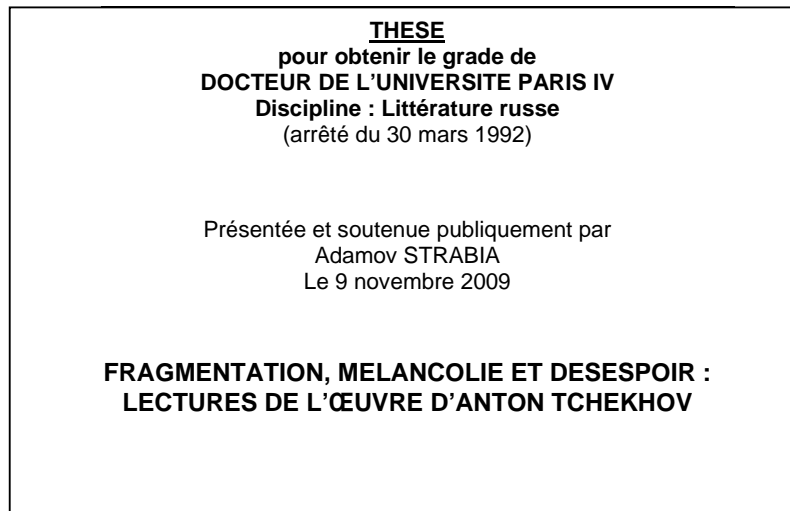 THESE
pour obtenir le grade de
DOCTEUR DE L'UNIVERSITE PARIS IV
Discipline : Littérature russe
(arrêté du 30 mars 1992)
Présentée et soutenue publiquement par
Adamov STRABIA
Le 9 novembre 2009
FRAGMENTATION, MELANCOLIE ET DESESPOIR :
LECTURES DE L'ŒUVRE D'ANTON TCHEKHOV